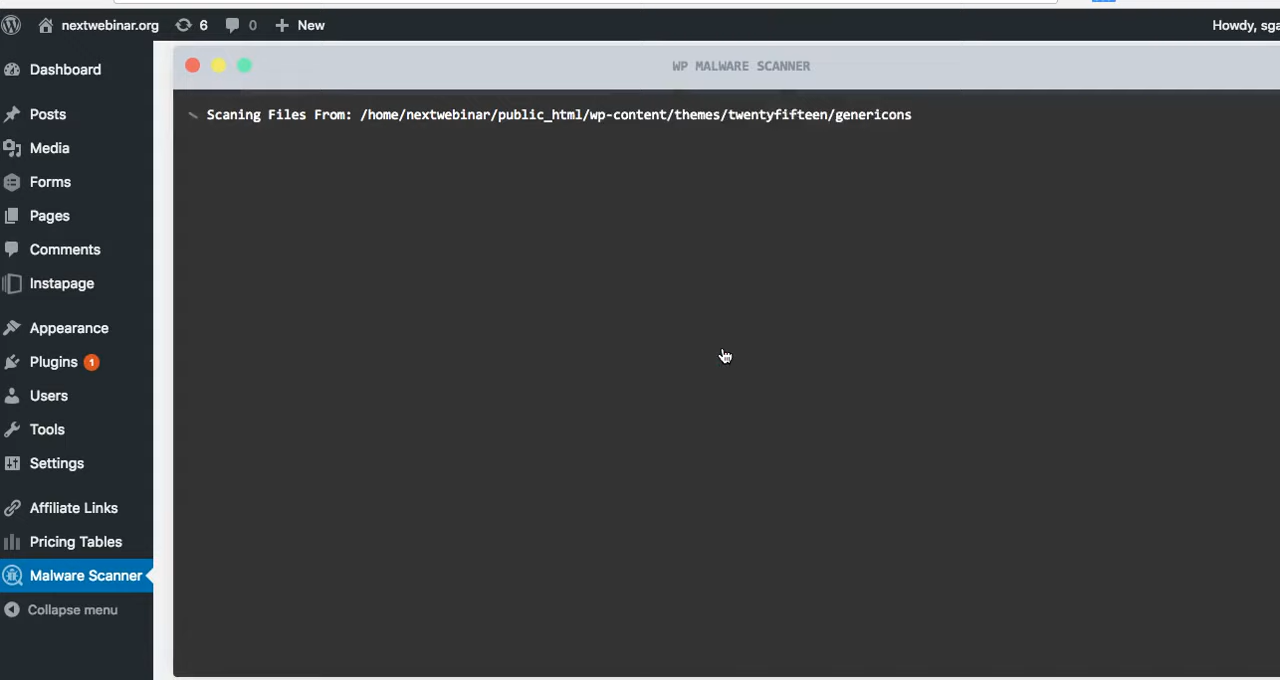 nextwebinar.org 6 0 New Howdy, sga
WP MALWARE SCANNER
Scaning Files From: /home/nextwebinar/public_html/wp-content/themes/twentyfifteen/genericons
Dashboard
Posts
Media
Forms
Pages
Comments
Instapage
Appearance
Plugins 1
Users
Tools
Settings
Affiliate Links
Pricing Tables
Malware Scanner
Collapse menu